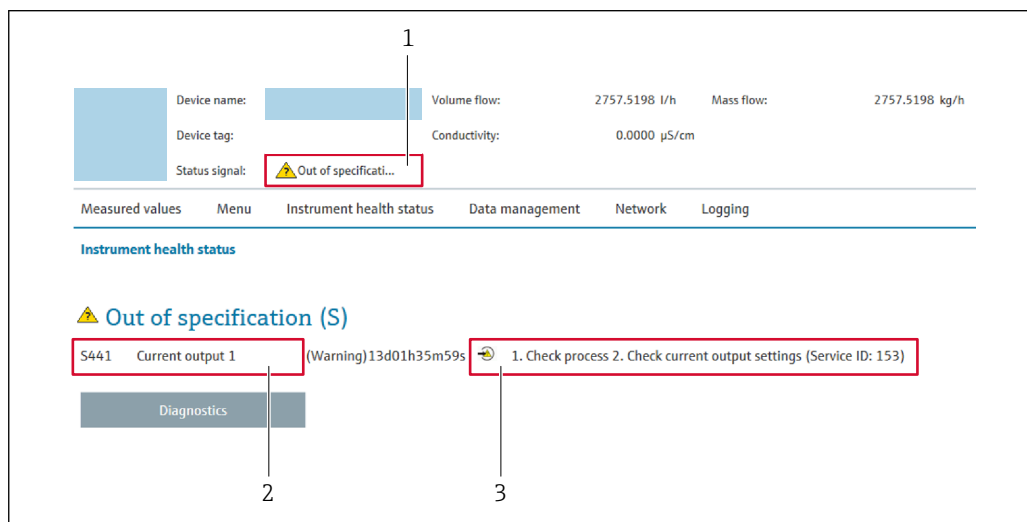 1
Device name: Volume flow: 2757.5198 l/h Mass flow: 2757.5198 kg/h
Device tag: Conductivity: 0.0000 µS/cm
Status signal: Out of specificati...
Measured values Menu Instrument health status Data management Network Logging
Instrument health status
Out of specification (S)
S441 Current output 1 (Warning)13d01h35m59s 1. Check process 2. Check current output settings (Service ID: 153)
Diagnostics
2 3